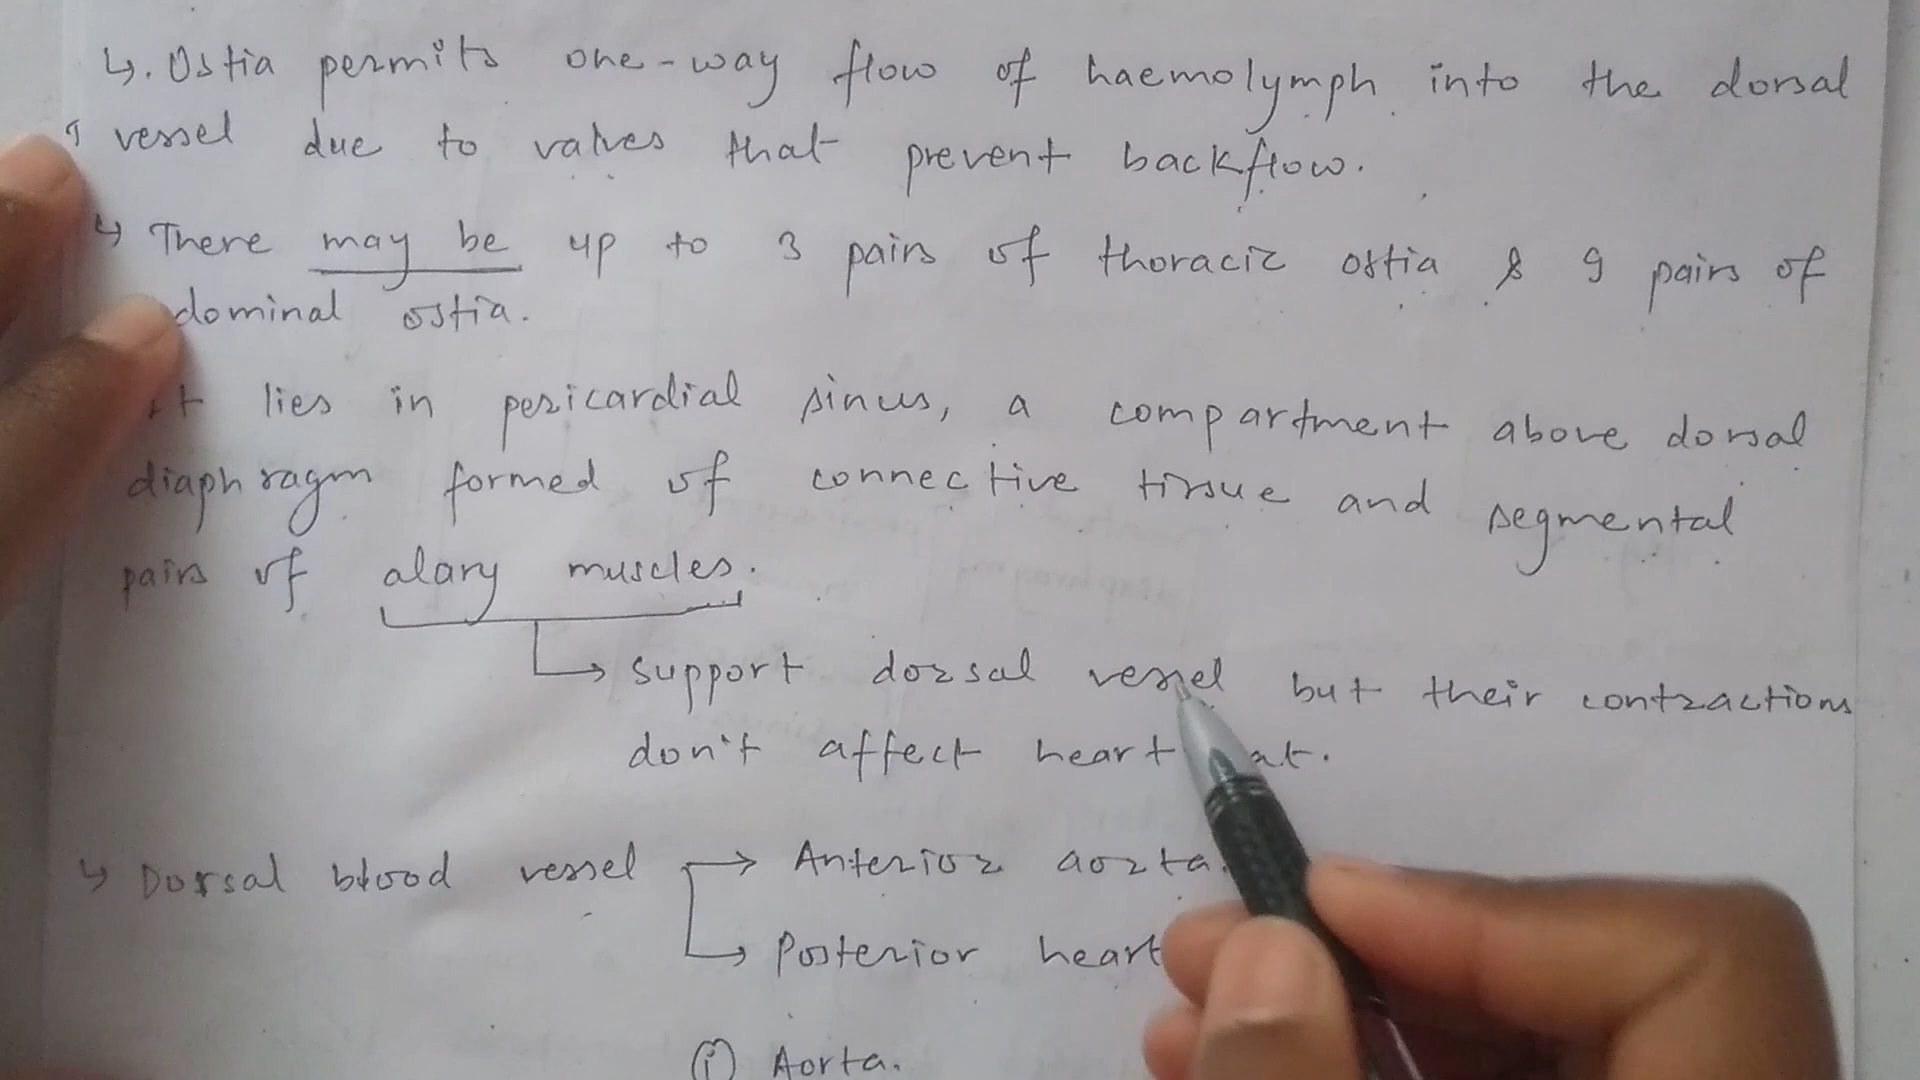 ↳. Ostia permits one-way flow of haemolymph into the dorsal
vessel due to valves that prevent backflow.
↳ There may be up to 3 pairs of thoracic ostia & 9 pairs of
dominal ostia.
It lies in pericardial sinus, a compartment above dorsal
diaphragm formed of connective tissue and segmental
pairs of alary muscles.
↳ support dorsal vessel but their contractions
don't affect heart at.
↳ Dorsal blood vessel → Anterior aorta.
↳ Posterior heart
(i) Aorta.